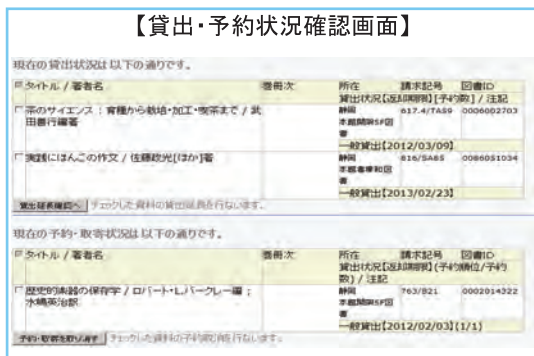 【貸出・予約状況確認画面】
現在の貸出状況は以下の通りです。
タイトル / 著者名 巻冊次 所在 請求記号 図書ID
貸出状況【返却期限】[予約数] / 注記
茶のサイエンス : 育種から栽培・加工・喫茶まで / 武田善行編著 静岡 617.4/TA59 0006002703
本館開架SF図書
一般貸出【2012/03/09】
実践にほんごの作文 / 佐藤政光[ほか]著 静岡 816/SA85 0086051034
本館書庫和図書
一般貸出【2013/02/23】
貸出延長確認へ チェックした資料の貸出延長を行ないます。
現在の予約・取寄状況は以下の通りです。
タイトル / 著者名 巻冊次 所在 請求記号 図書ID
貸出状況【返却期限】(予約順位/予約数) / 注記
歴史的楽器の保存学 / ロバート・L.バークレー編 ; 水嶋英治訳 静岡 763/B21 0002014322
本館開架SF図書
一般貸出【2012/02/03】(1/1)
予約・取寄を取り消す チェックした資料の予約取消を行ないます。